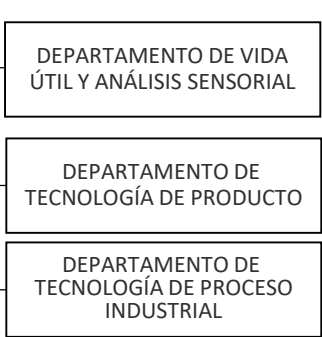 DEPARTAMENTO DE VIDA
ÚTIL Y ANÁLISIS SENSORIAL
DEPARTAMENTO DE
TECNOLOGÍA DE PRODUCTO
DEPARTAMENTO DE
TECNOLOGÍA DE PROCESO
INDUSTRIAL